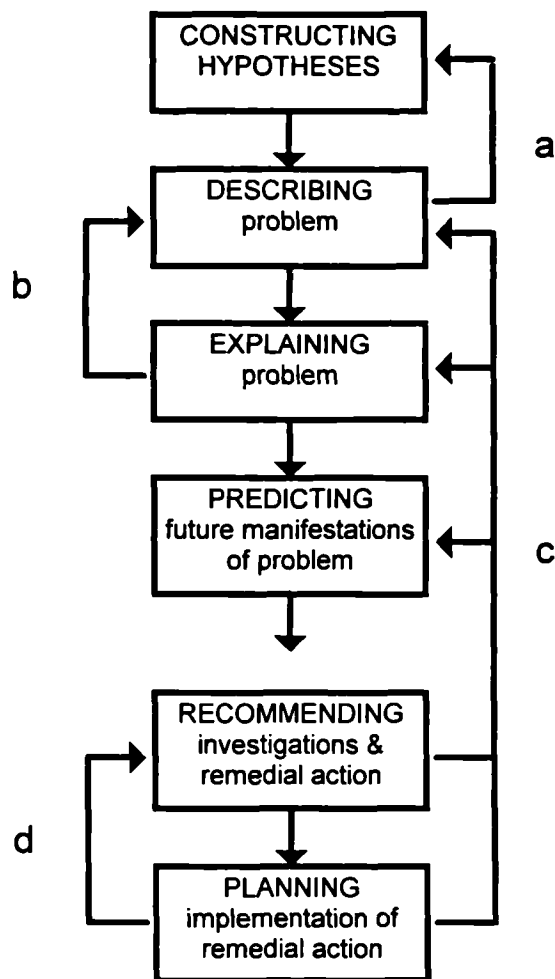 CONSTRUCTING
HYPOTHESES
a
DESCRIBING
problem
b
EXPLAINING
problem
PREDICTING
future manifestations
of problem
c
RECOMMENDING
investigations &
remedial action
d
PLANNING
implementation of
remedial action